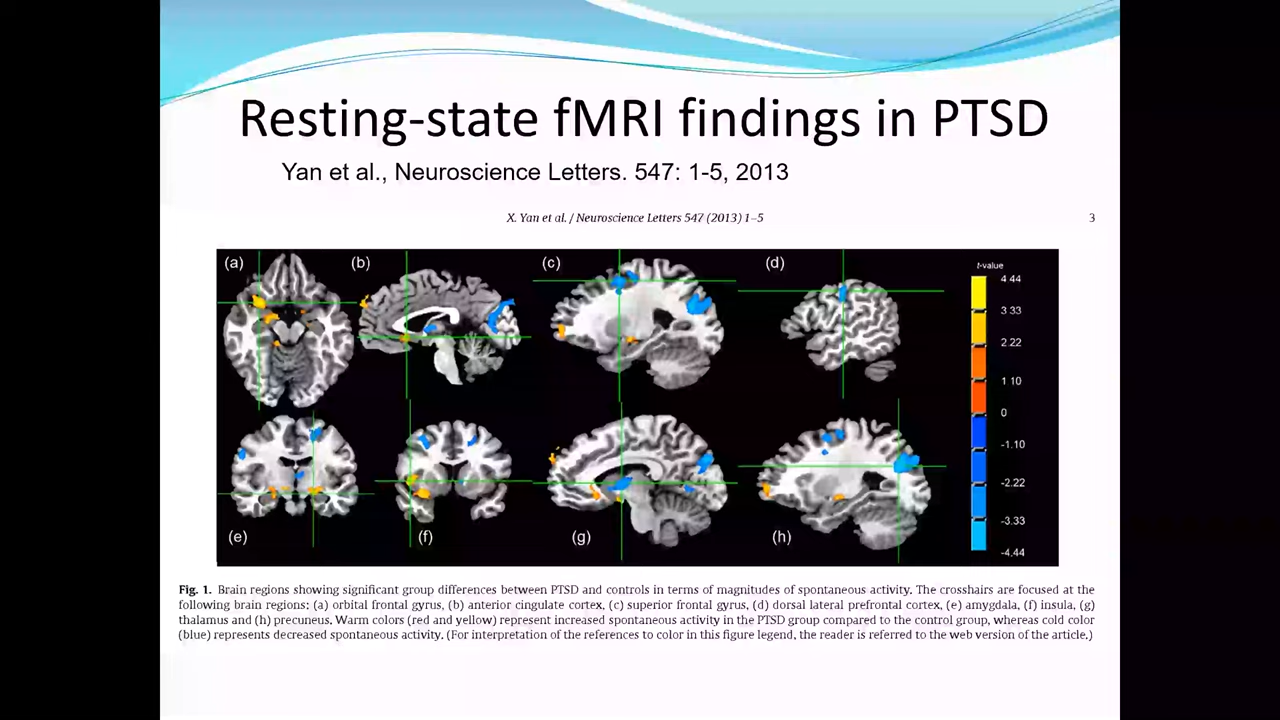 Resting-state fMRI findings in PTSD
Yan et al., Neuroscience Letters. 547: 1-5, 2013
X. Yan et al. / Neuroscience Letters 547 (2013) 1–5
3
(a)
(b)
(c)
(d)
t-value
4 44
3 33
2 22
1 10
0
-1.10
-2.22
-3.33
-4.44
(e)
(f)
(g)
(h)
Fig. 1. Brain regions showing significant group differences between PTSD and controls in terms of magnitudes of spontaneous activity. The crosshairs are focused at the
following brain regions: (a) orbital frontal gyrus, (b) anterior cingulate cortex, (c) superior frontal gyrus, (d) dorsal lateral prefrontal cortex, (e) amygdala, (f) insula, (g)
thalamus and (h) precuneus. Warm colors (red and yellow) represent increased spontaneous activity in the PTSD group compared to the control group, whereas cold color
(blue) represents decreased spontaneous activity. (For interpretation of the references to color in this figure legend, the reader is referred to the web version of the article.)